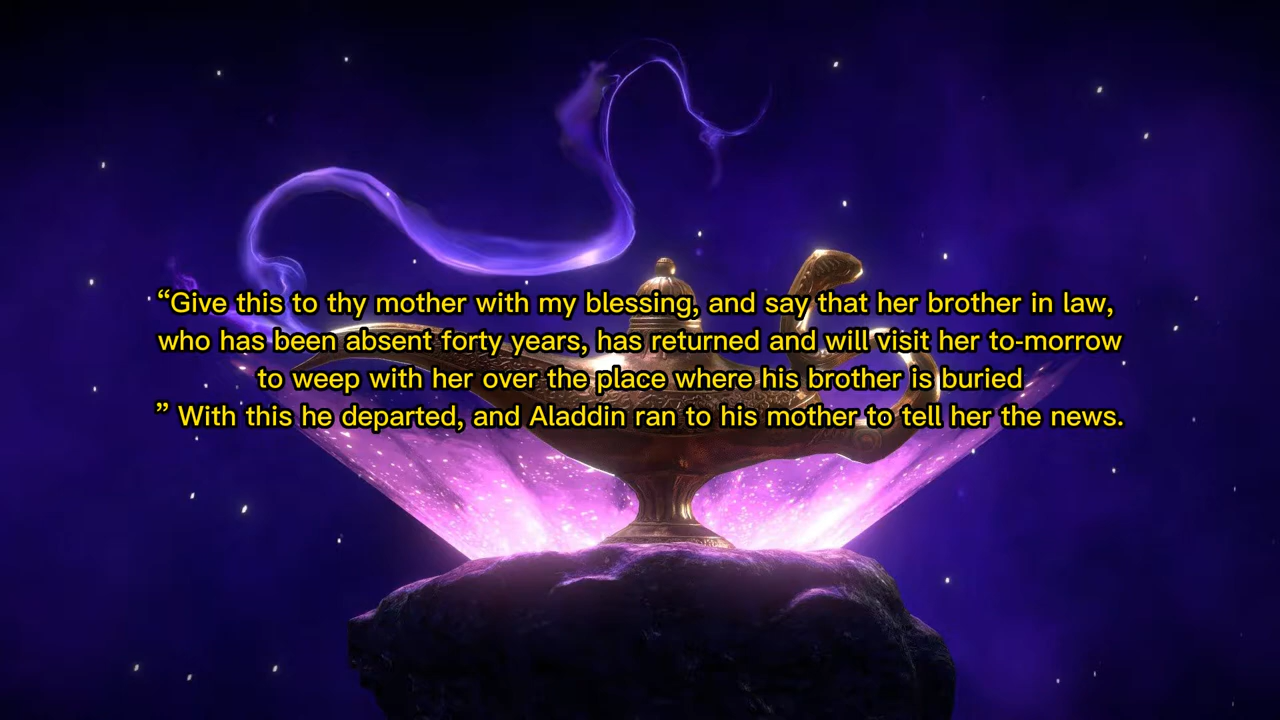 “Give this to thy mother with my blessing, and say that her brother in law,
who has been absent forty years, has returned and will visit her to-morrow
to weep with her over the place where his brother is buried
” With this he departed, and Aladdin ran to his mother to tell her the news.